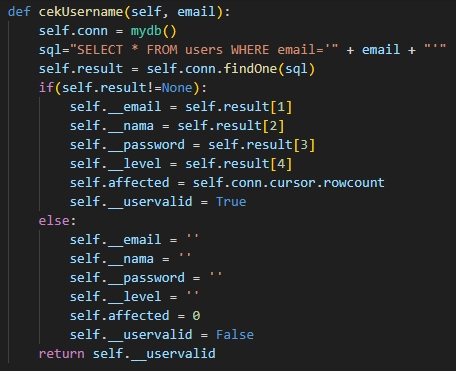 def cekUsername(self, email):
    self.conn = mydb()
    sql="SELECT * FROM users WHERE email='" + email + "'"
    self.result = self.conn.findOne(sql)
    if(self.result!=None):
        self.__email = self.result[1]
        self.__nama = self.result[2]
        self.__password = self.result[3]
        self.__level = self.result[4]
        self.affected = self.conn.cursor.rowcount
        self.__uservalid = True
    else:
        self.__email = ''
        self.__nama = ''
        self.__password = ''
        self.__level = ''
        self.affected = 0
        self.__uservalid = False
    return self.__uservalid